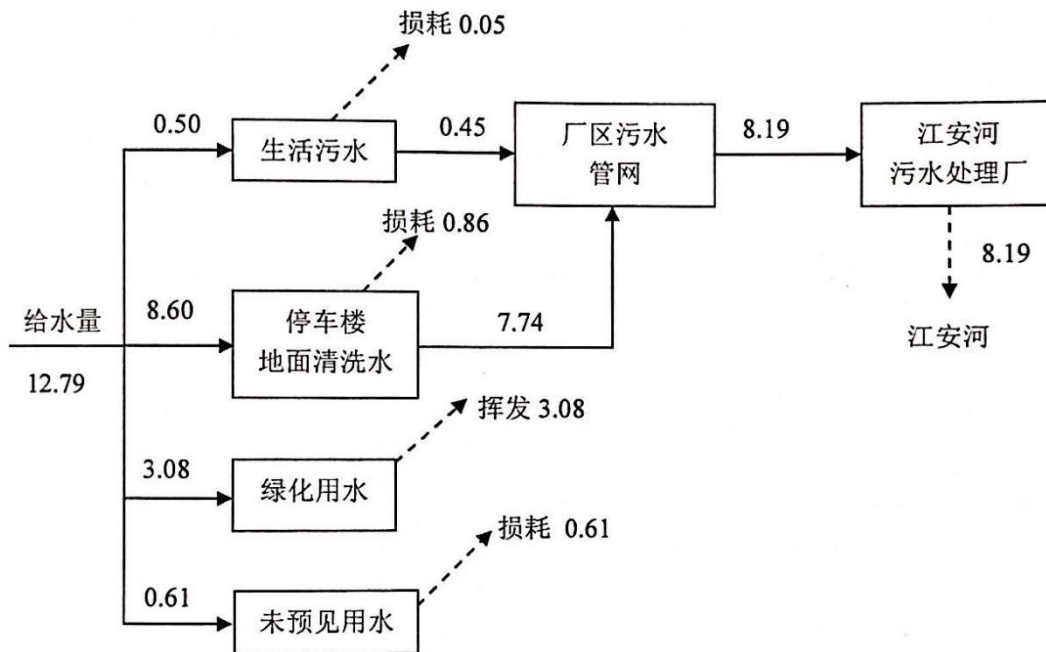 损耗 0.05
0.50
生活污水
0.45
厂区污水
管网
8.19
江安河
污水处理厂
损耗 0.86
8.19
给水量
8.60
停车楼
地面清洗水
7.74
江安河
12.79
挥发 3.08
3.08
绿化用水
损耗 0.61
0.61
未预见用水